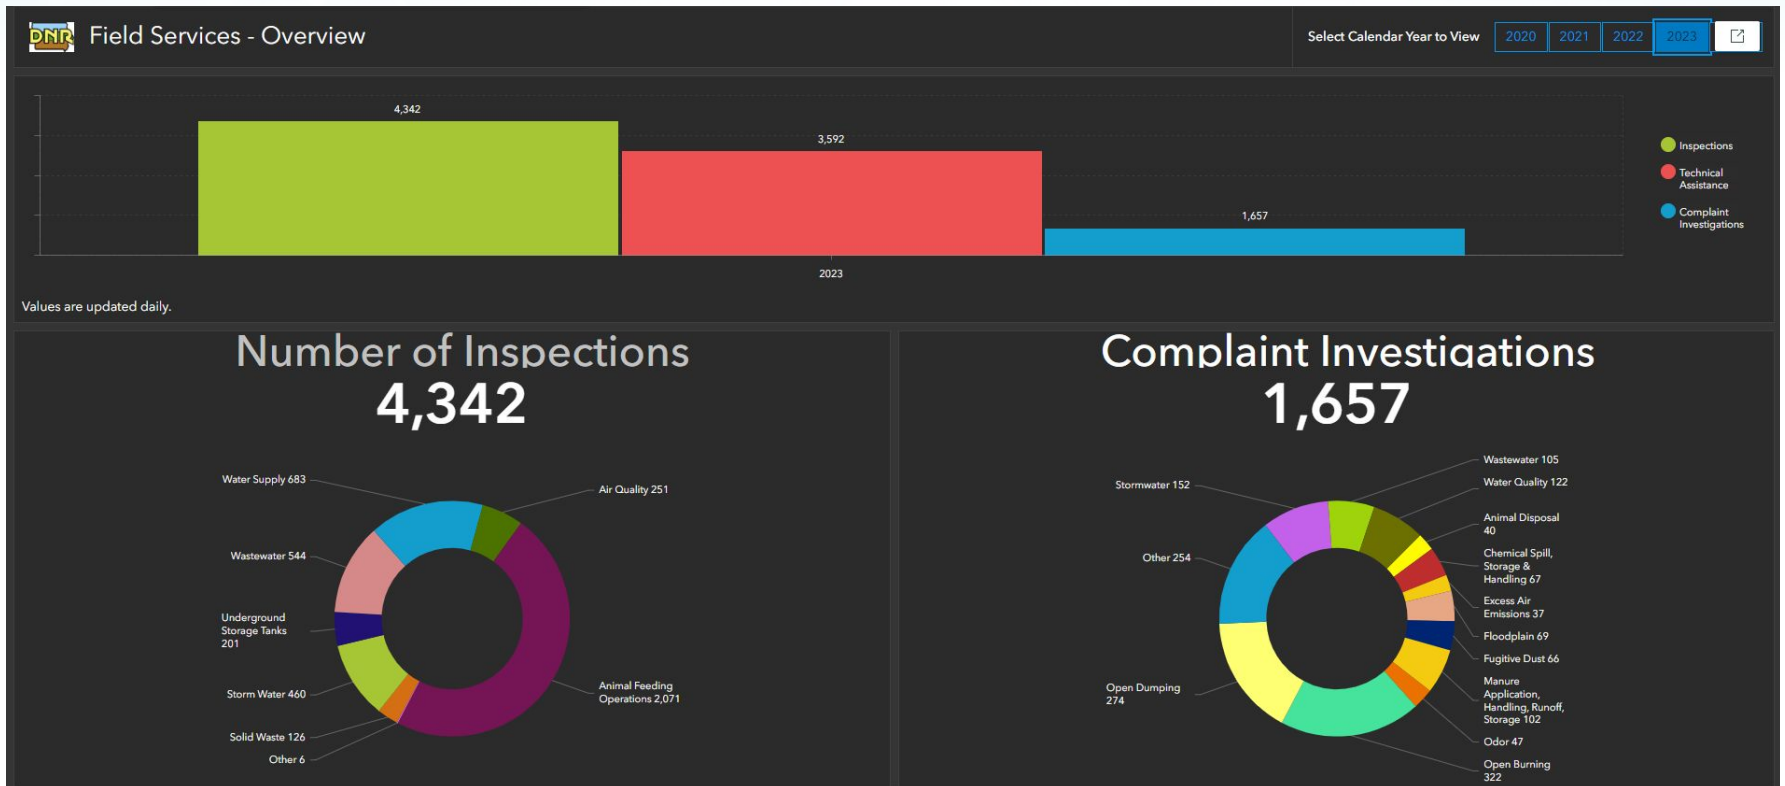 DNR
Field Services - Overview
Select Calendar Year to View
2020
2021
2022
2023
4,342
3,592
1,657
2023
Inspections
Technical
Assistance
Complaint
Investigations
Values are updated daily.
Number of Inspections
4,342
Water Supply 683
Air Quality 251
Wastewater 544
Underground
Storage Tanks
201
Storm Water 460
Animal Feeding
Operations 2,071
Solid Waste 126
Other 6
Complaint Investigations
1,657
Wastewater 105
Stormwater 152
Water Quality 122
Animal Disposal
40
Other 254
Chemical Spill,
Storage &
Handling 67
Excess Air
Emissions 37
Floodplain 69
Fugitive Dust 66
Open Dumping
274
Manure
Application,
Handling, Runoff,
Storage 102
Odor 47
Open Burning
322